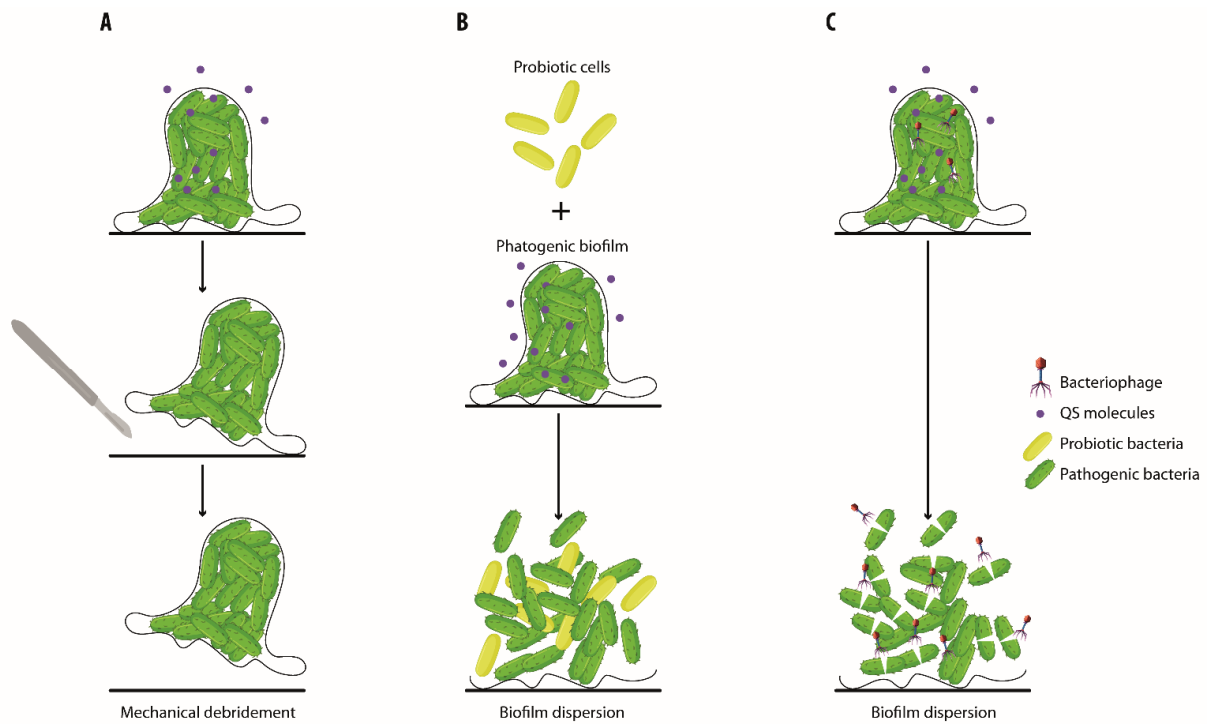 A
B
C
Probiotic cells
+
Phatogenic biofilm
Bacteriophage
QS molecules
Probiotic bacteria
Pathogenic bacteria
Mechanical debridement
Biofilm dispersion
Biofilm dispersion